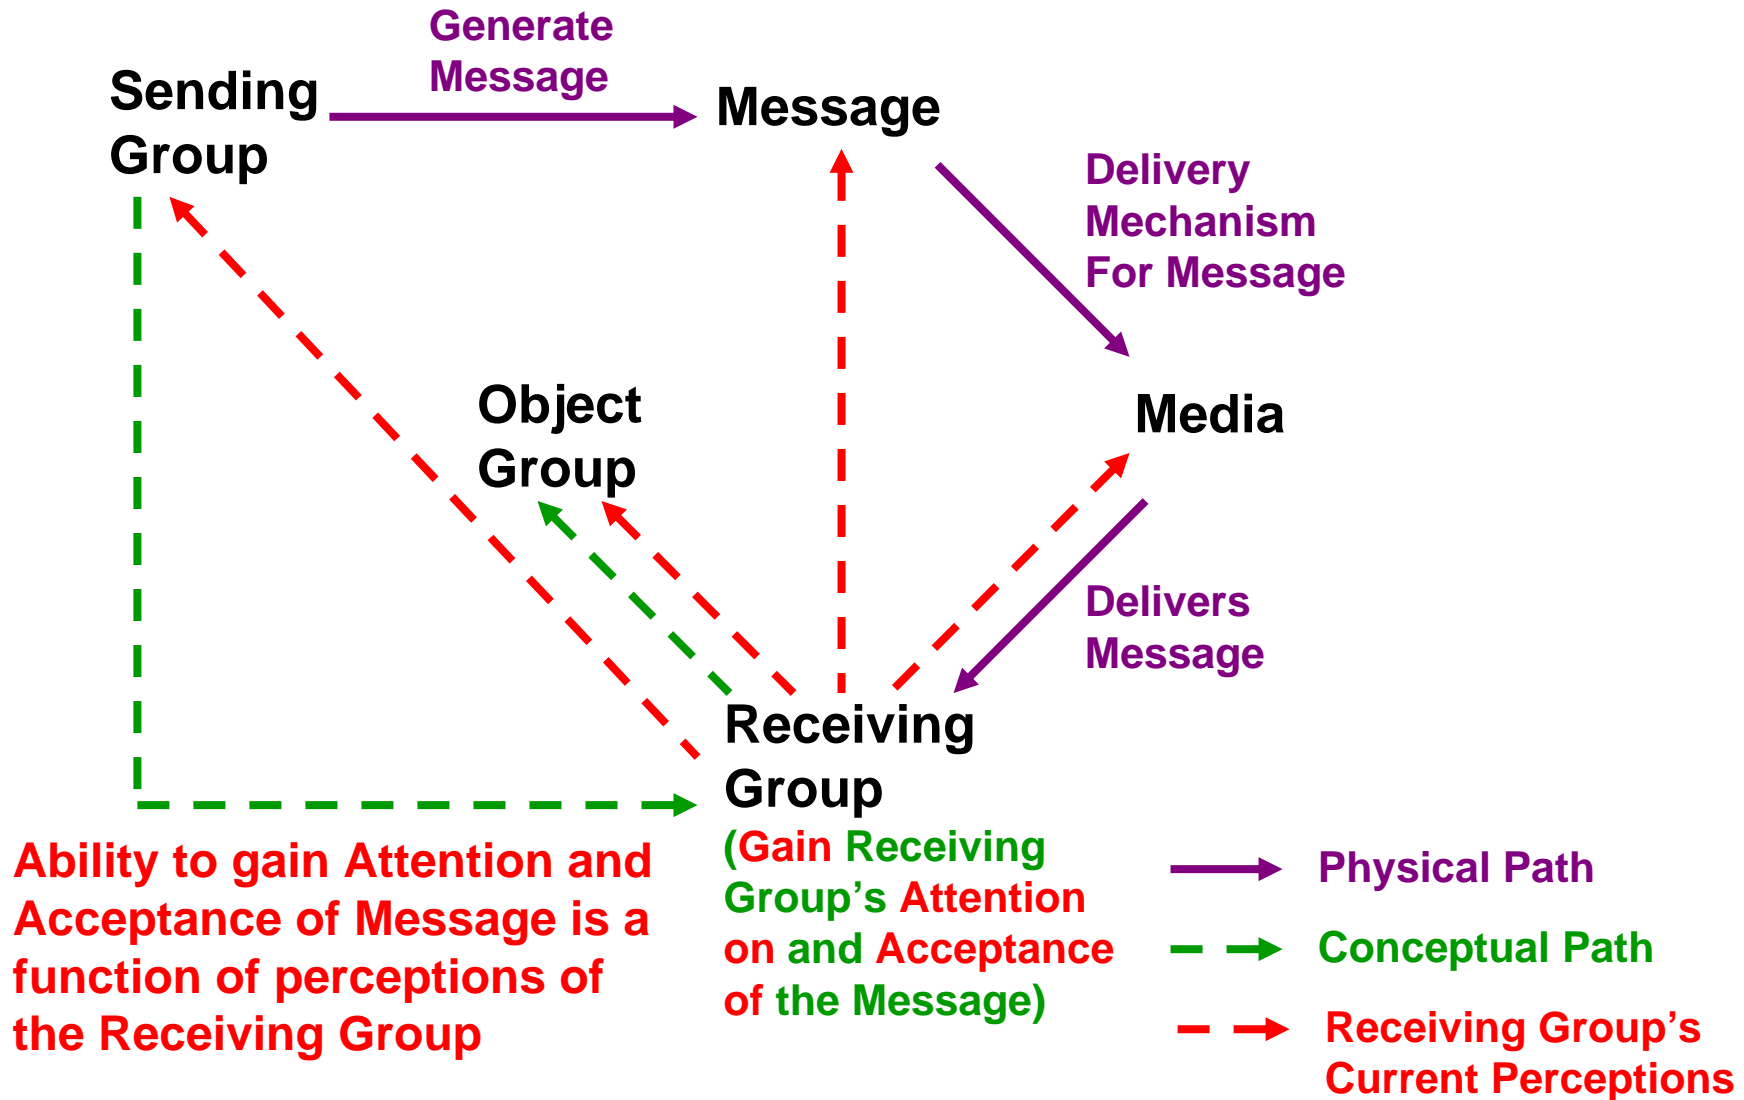 Generate
Message
Sending
Group
Message
Delivery
Mechanism
For Message
Object
Group
Media
Delivers
Message
Receiving
Group
(Gain Receiving
Group’s Attention
on and Acceptance
of the Message)
Ability to gain Attention and
Acceptance of Message is a
function of perceptions of
the Receiving Group
Physical Path
Conceptual Path
Receiving Group’s
Current Perceptions